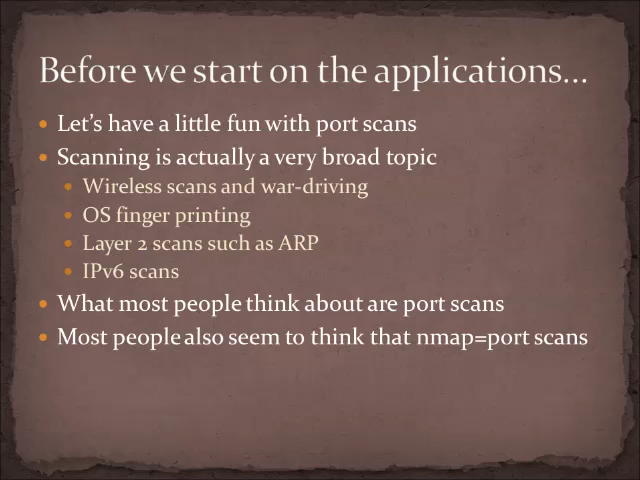 Before we start on the applications…
• Let's have a little fun with port scans
• Scanning is actually a very broad topic
• Wireless scans and war-driving
• OS finger printing
• Layer 2 scans such as ARP
• IPv6 scans
• What most people think about are port scans
• Most people also seem to think that nmap=port scans